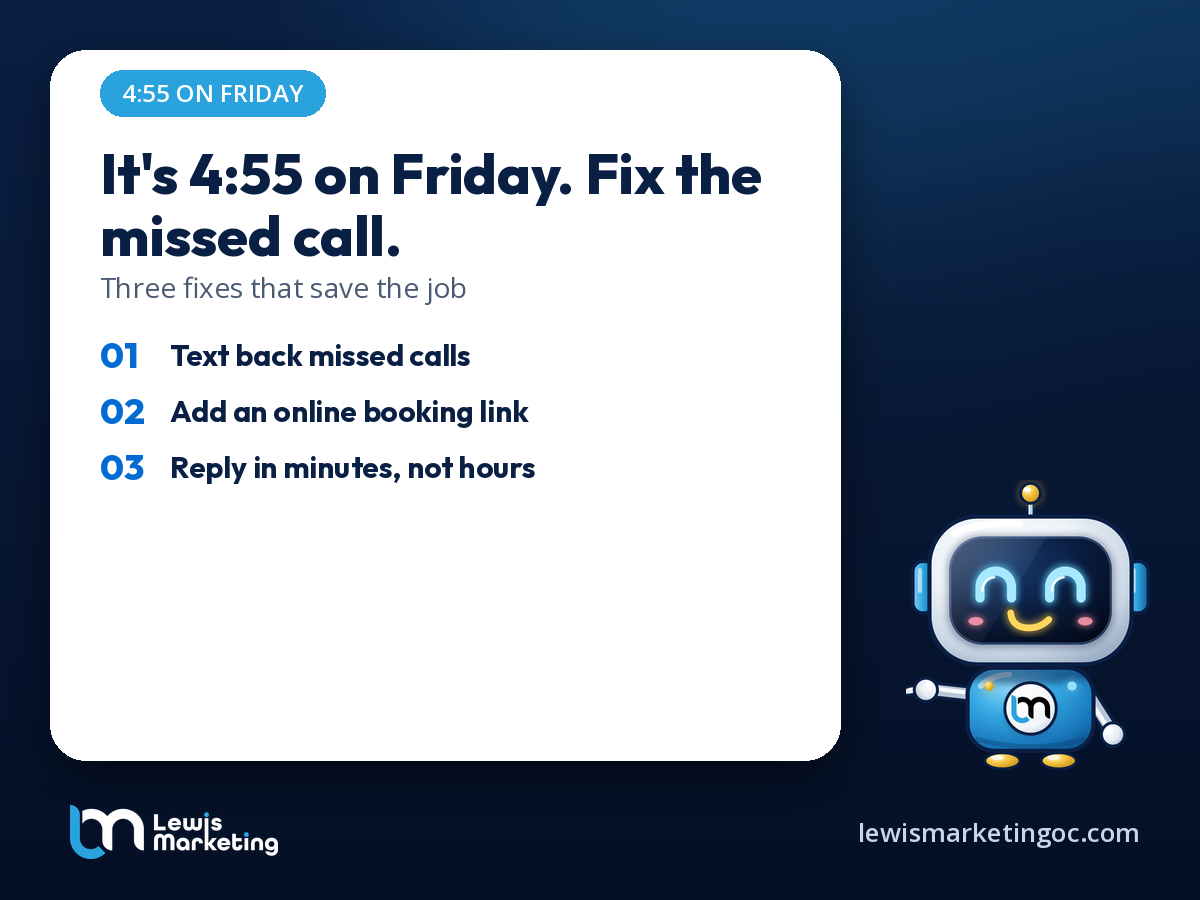 4:55 ON FRIDAY
It's 4:55 on Friday. Fix the
missed call.
Three fixes that save the job
01 Text back missed calls
02 Add an online booking link
03 Reply in minutes, not hours
bm
Lewis
Marketing
lewismarketingoc.com